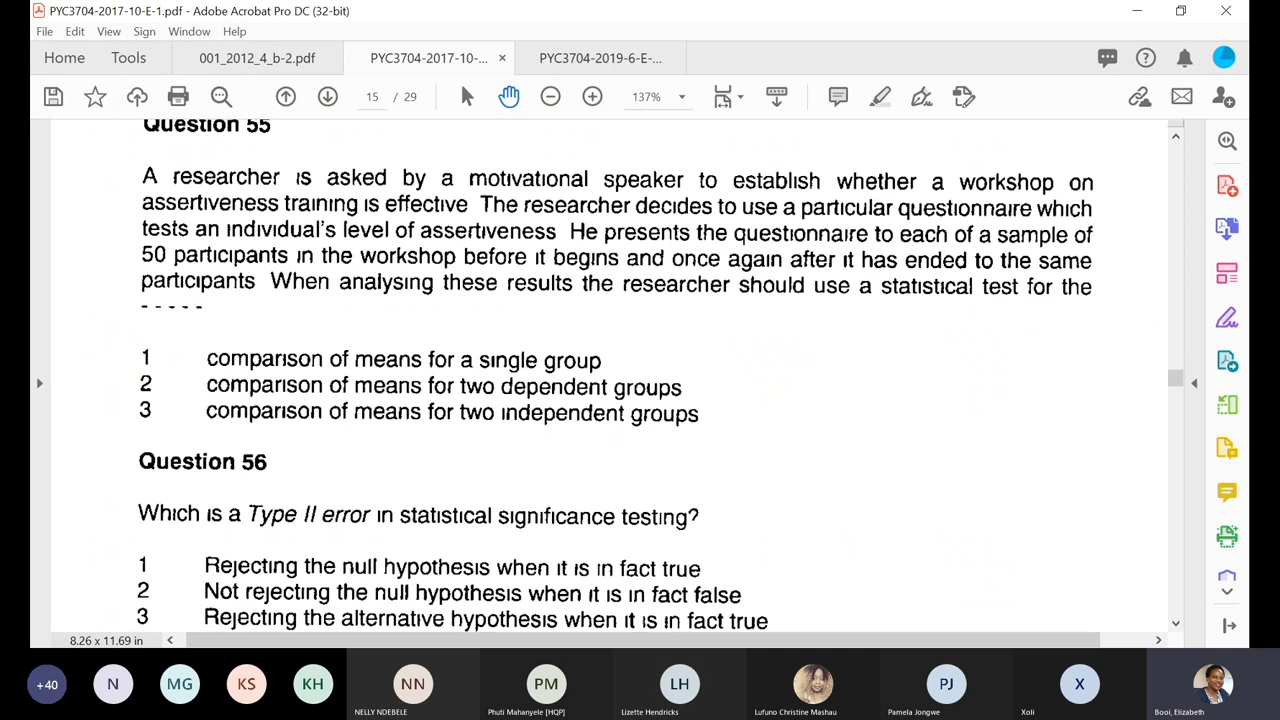 PYC3704-2017-10-E-1.pdf - Adobe Acrobat Pro DC (32-bit)
File Edit View Sign Window Help
Home Tools 001_2012_4_b-2.pdf PYC3704-2017-10-... × PYC3704-2019-6-E-...
15 / 29 137%
Question 55
A researcher is asked by a motivational speaker to establish whether a workshop on
assertiveness training is effective The researcher decides to use a particular questionnaire which
tests an individual's level of assertiveness He presents the questionnaire to each of a sample of
50 participants in the workshop before it begins and once again after it has ended to the same
participants When analysing these results the researcher should use a statistical test for the
- - - - -
1 comparison of means for a single group
2 comparison of means for two dependent groups
3 comparison of means for two independent groups
Question 56
Which is a Type II error in statistical significance testing?
1 Rejecting the null hypothesis when it is in fact true
2 Not rejecting the null hypothesis when it is in fact false
3 Rejecting the alternative hypothesis when it is in fact true
8.26 x 11.69 in
+40 N MG KS KH NN PM LH PJ X
NELLY NDEBELE Phuti Mahanyele [HQP] Lizette Hendricks Lufuno Christine Mashau Pamela Jongwe Xoli Booi, Elizabeth